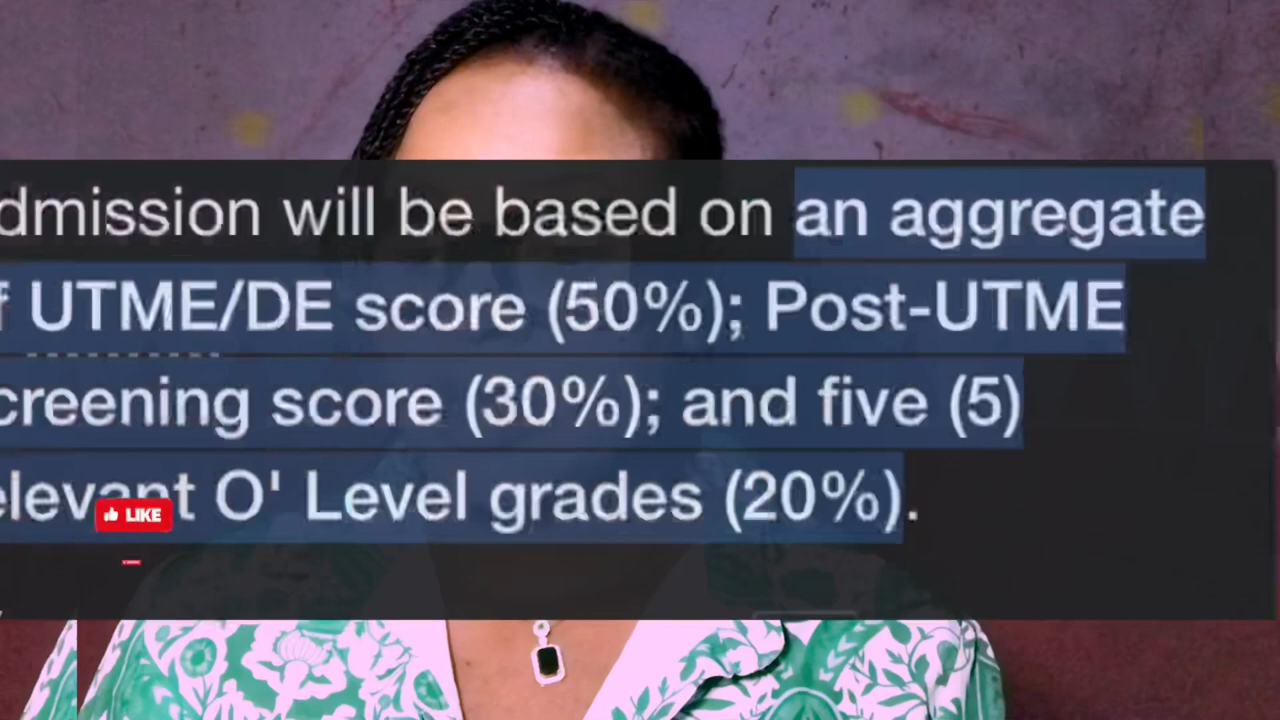 dmission will be based on an aggregate
f UTME/DE score (50%); Post-UTME
creening score (30%); and five (5)
elevant O' Level grades (20%).
LIKE